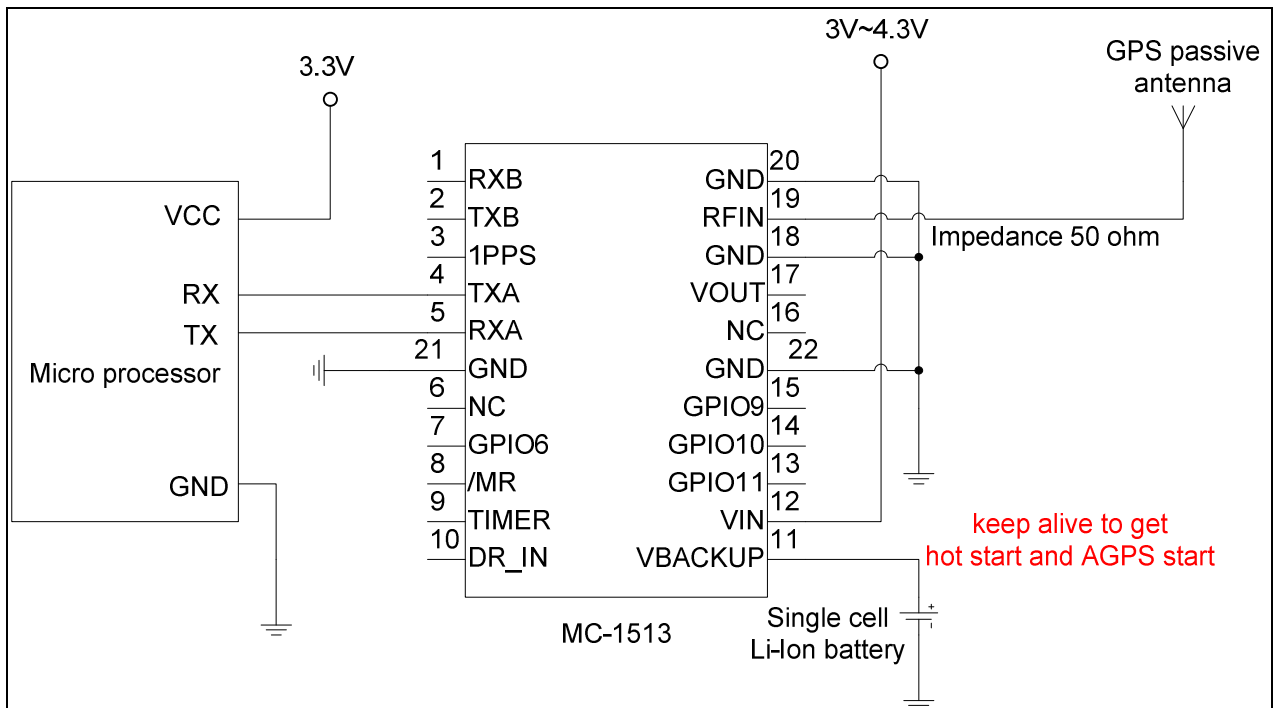 3V~4.3V
3.3V
GPS passive
antenna
1
RXB
2
TXB
3
1PPS
4
TXA
5
RXA
21
GND
6
NC
7
GPIO6
8
/MR
9
TIMER
10
DR_IN
20
GND
19
RFIN
18
GND
17
VOUT
16
NC
22
GND
15
GPIO9
14
GPIO10
13
GPIO11
12
VIN
11
VBACKUP
VCC
RX
TX
Micro processor
GND
Impedance 50 ohm
keep alive to get
hot start and AGPS start
MC-1513
+
-
Single cell
Li-Ion battery